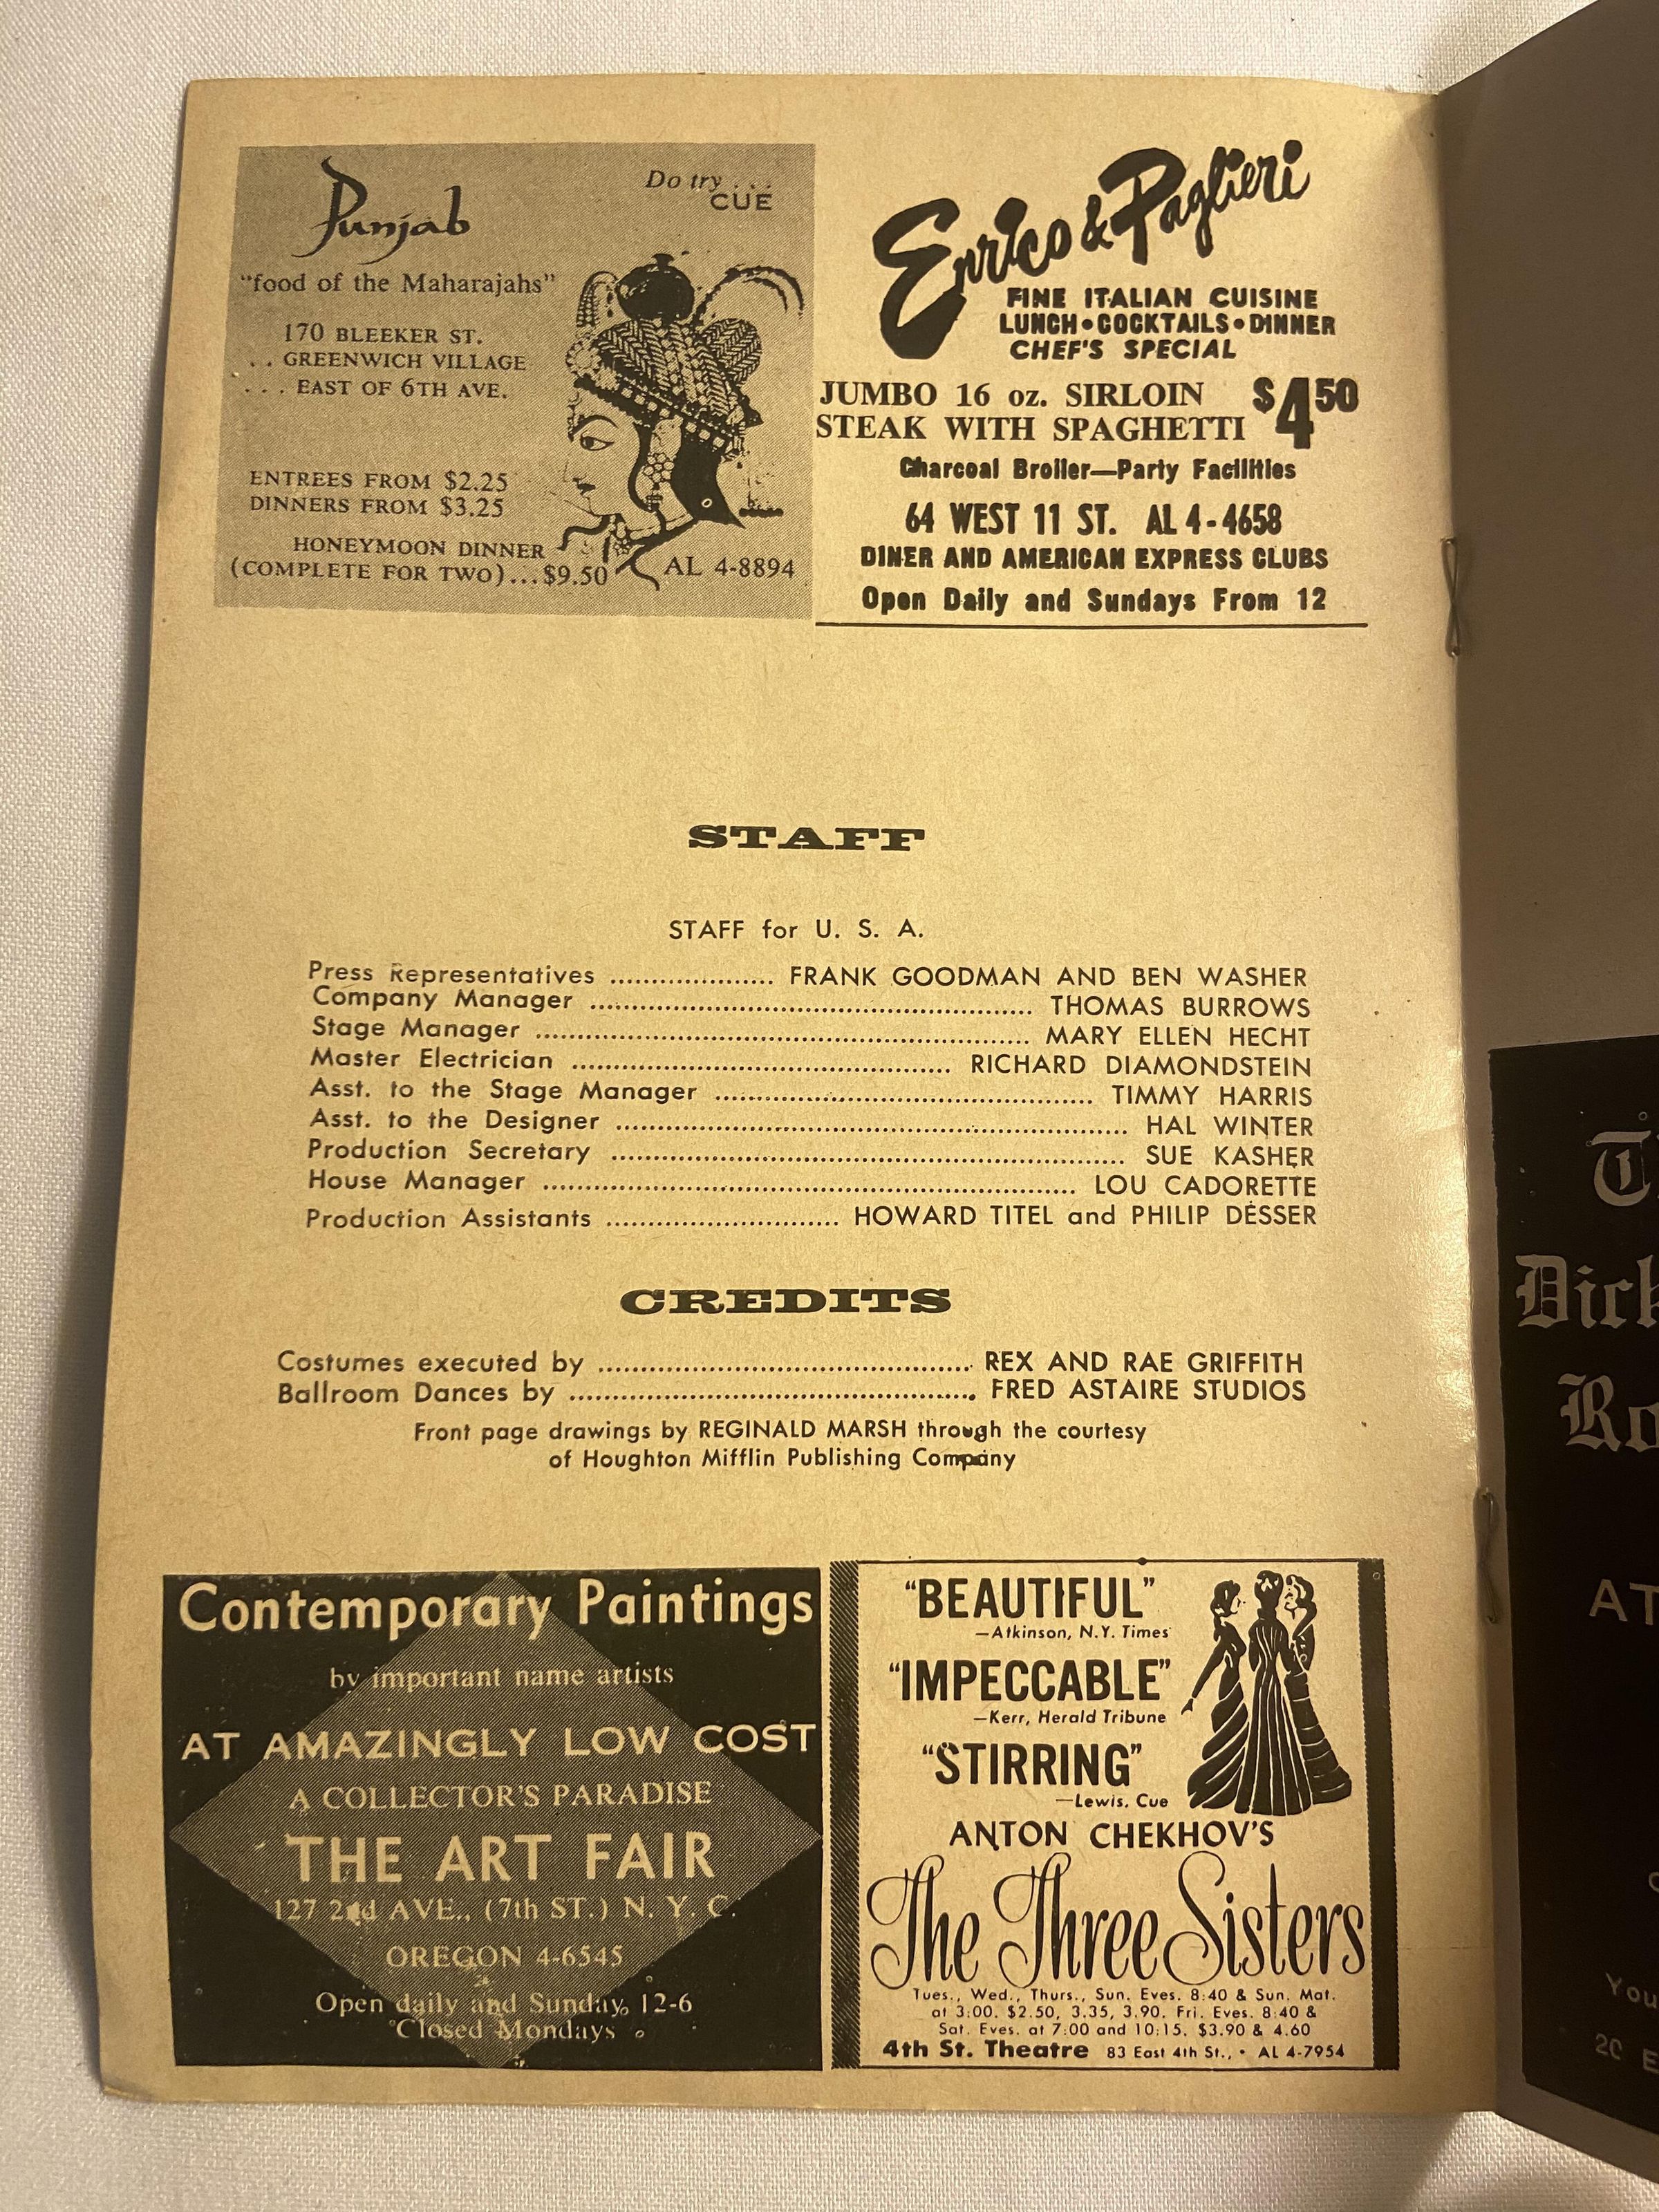 Punjab
Do try . . .
CUE
"food of the Maharajahs"
170 BLEEKER ST.
. . GREENWICH VILLAGE
. . . EAST OF 6TH AVE.
ENTREES FROM $2.25
DINNERS FROM $3.25
HONEYMOON DINNER
(COMPLETE FOR TWO)...$9.50
AL 4-8894
Enrico & Paglieri
FINE ITALIAN CUISINE
LUNCH • COCKTAILS • DINNER
CHEF'S SPECIAL
JUMBO 16 oz. SIRLOIN
STEAK WITH SPAGHETTI $4.50
Charcoal Broiler—Party Facilities
64 WEST 11 ST. AL 4-4658
DINER AND AMERICAN EXPRESS CLUBS
Open Daily and Sundays From 12
STAFF
STAFF for U. S. A.
Press Representatives .................. FRANK GOODMAN AND BEN WASHER
Company Manager .................. THOMAS BURROWS
Stage Manager .................. MARY ELLEN HECHT
Master Electrician .................. RICHARD DIAMONDSTEIN
Asst. to the Stage Manager .................. TIMMY HARRIS
Asst. to the Designer .................. HAL WINTER
Production Secretary .................. SUE KASHER
House Manager .................. LOU CADORETTE
Production Assistants .................. HOWARD TITEL and PHILIP DESSER
CREDITS
Costumes executed by .................. REX AND RAE GRIFFITH
Ballroom Dances by .................. FRED ASTAIRE STUDIOS
Front page drawings by REGINALD MARSH through the courtesy
of Houghton Mifflin Publishing Company
Contemporary Paintings
by important name artists
AT AMAZINGLY LOW COST
A COLLECTOR'S PARADISE
THE ART FAIR
127 2nd AVE., (7th ST.) N. Y. C.
OREGON 4-6545
Open daily and Sunday, 12-6
Closed Mondays
"BEAUTIFUL"
—Atkinson, N.Y. Times
"IMPECCABLE"
—Kerr, Herald Tribune
"STIRRING"
—Lewis, Cue
ANTON CHEKHOV'S
The Three Sisters
Tues., Wed., Thurs., Sun. Eves. 8:40 & Sun. Mat.
at 3:00. $2.50, 3.35, 3.90. Fri. Eves. 8:40 &
Sat. Eves. at 7:00 and 10:15. $3.90 & 4.60
4th St. Theatre 83 East 4th St., • AL 4-7954
AT
You
20 E